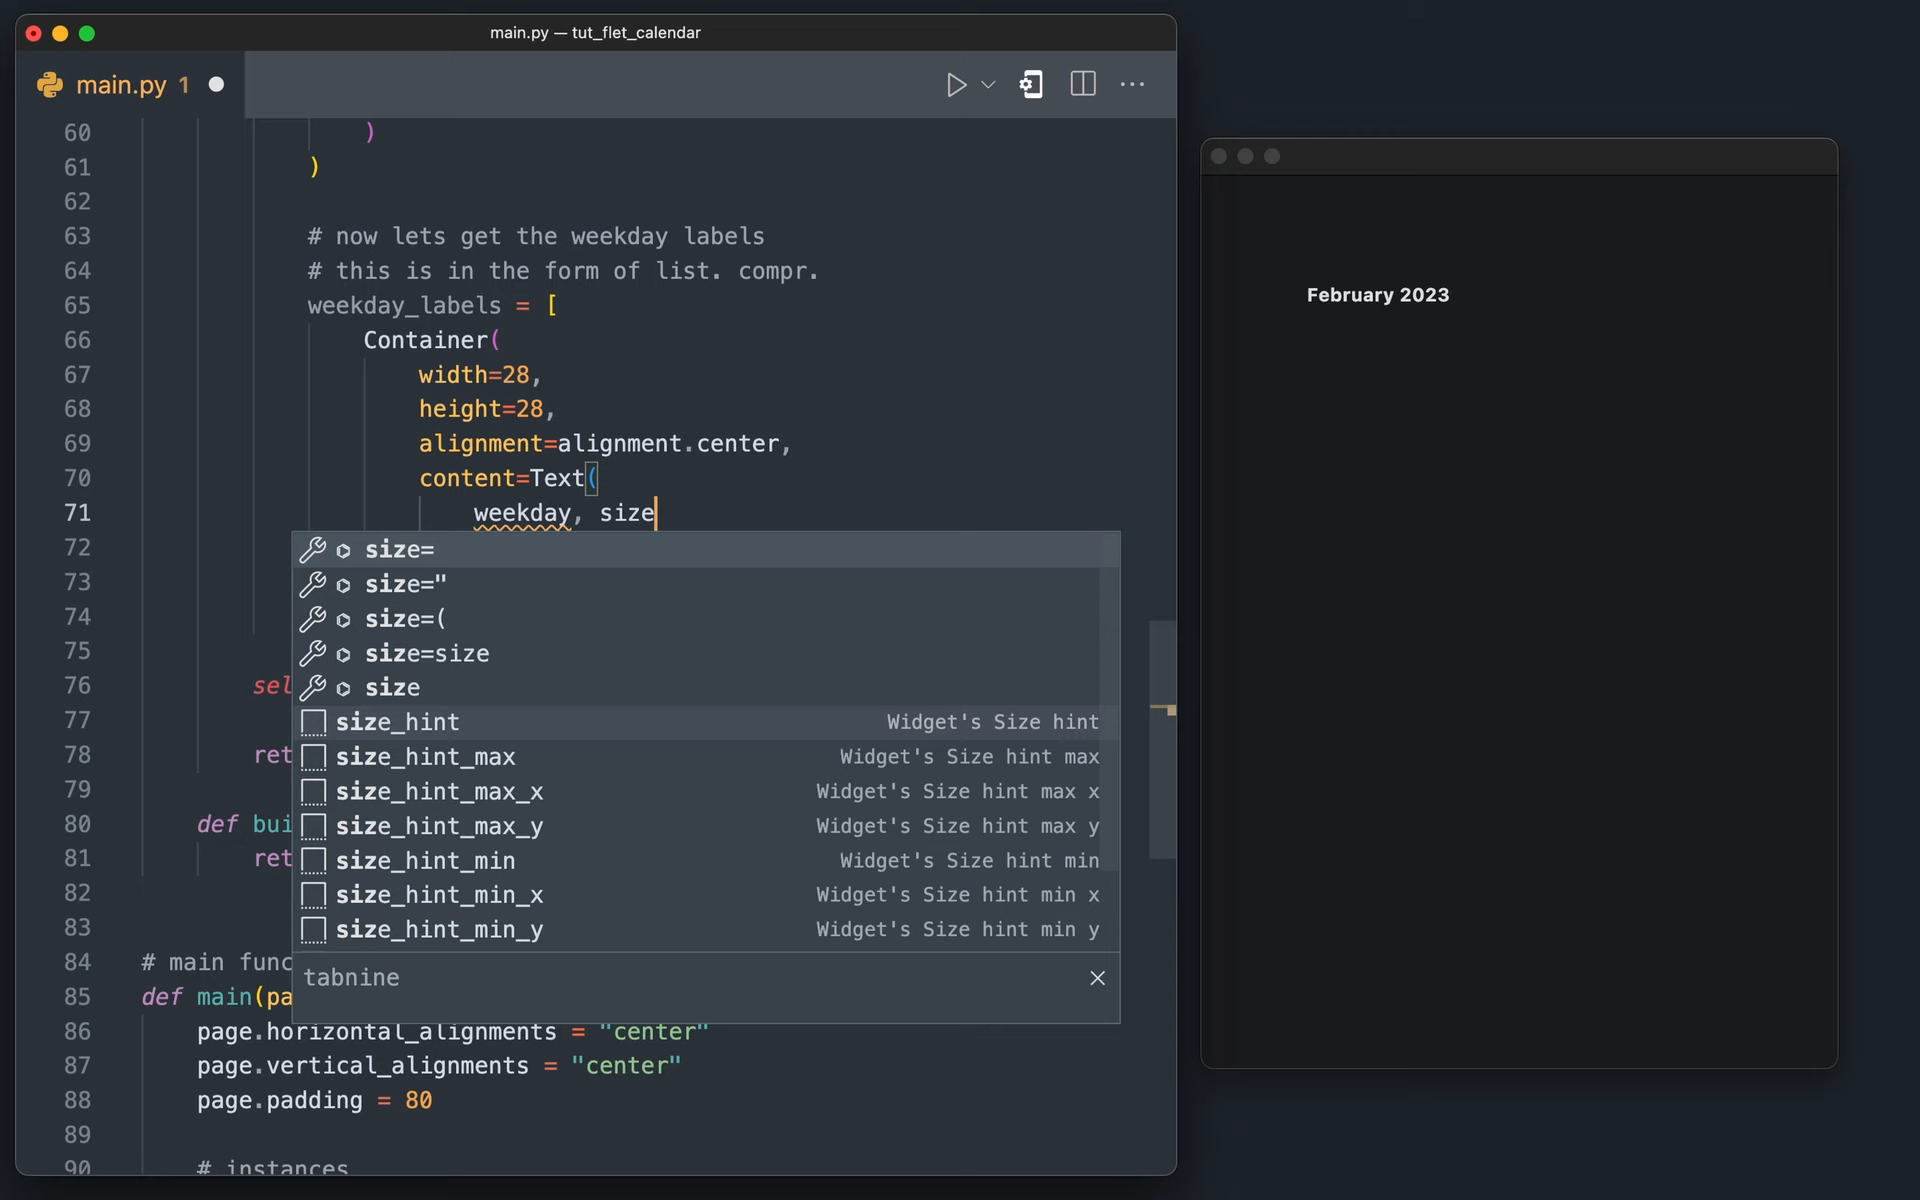 main.py — tut_flet_calendar
main.py 1
60 )
61 )
62
63 # now lets get the weekday labels
64 # this is in the form of list. compr.
65 weekday_labels = [
66 Container(
67 width=28,
68 height=28,
69 alignment=alignment.center,
70 content=Text(
71 weekday, size
72
73
74
75
76 sel
77
78 ret
79
80 def bui
81 ret
82
83
84 # main func
85 def main(pa
86 page.horizontal_alignments = "center"
87 page.vertical_alignments = "center"
88 page.padding = 80
89
90 # instances
size=
size="
size=(
size=size
size
size_hint Widget's Size hint
size_hint_max Widget's Size hint max
size_hint_max_x Widget's Size hint max x
size_hint_max_y Widget's Size hint max y
size_hint_min Widget's Size hint min
size_hint_min_x Widget's Size hint min x
size_hint_min_y Widget's Size hint min y
tabnine
February 2023